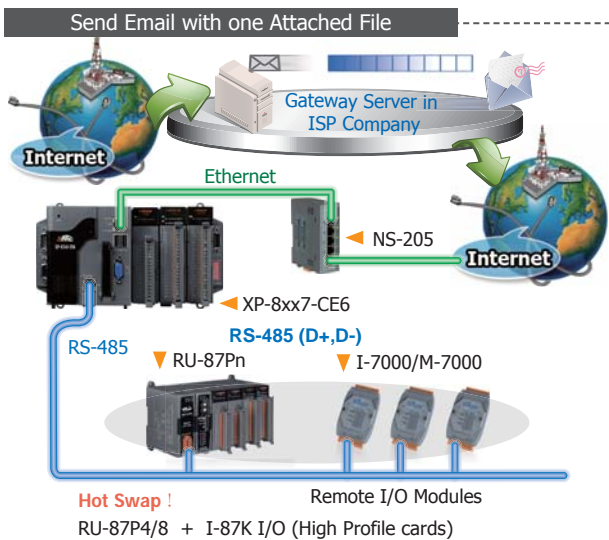 Send Email with one Attached File
Gateway Server in
ISP Company
Internet
Ethernet
NS-205
Internet
XP-8xx7-CE6
RS-485
RS-485 (D+,D-)
RU-87Pn
I-7000/M-7000
Hot Swap !
Remote I/O Modules
RU-87P4/8 + I-87K I/O (High Profile cards)